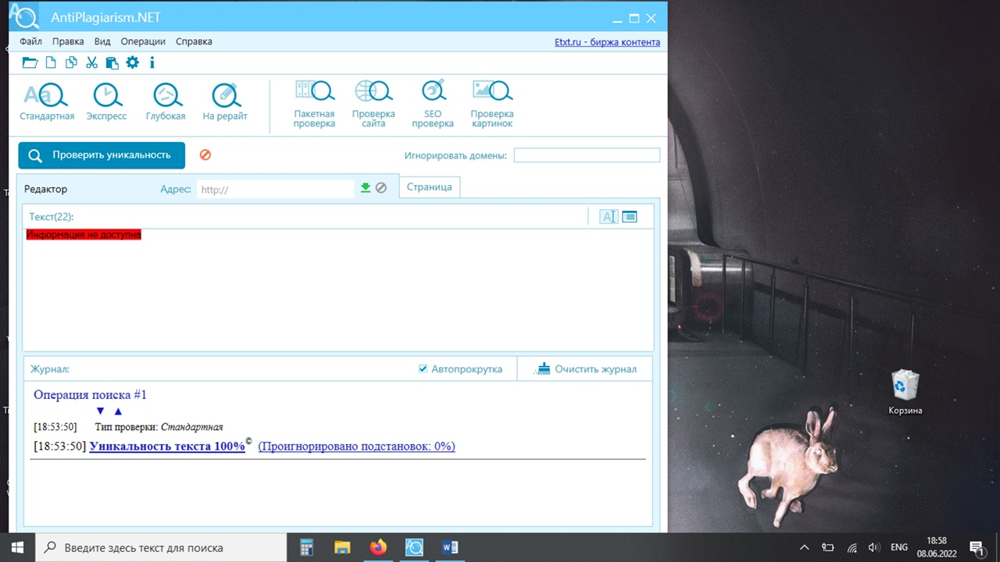 AntiPlagiarism.NET
Файл Правка Вид Операции Справка
Etxt.ru - биржа контента
Стандартная Экспресс Глубокая На рерайт
Пакетная проверка
Проверка сайта
SEO проверка
Проверка картинок
Проверить уникальность
Игнорировать домены:
Редактор
Адрес: http://
Страница
Текст(22):
Информация не доступна
Журнал:
Автопрокрутка
Очистить журнал
Операция поиска #1
[18:53:50] Тип проверки: Стандартная
[18:53:50] Уникальность текста 100%© (Проигнорировано подстановок: 0%)
Корзина
Введите здесь текст для поиска
ENG
18:58
08.06.2022
1